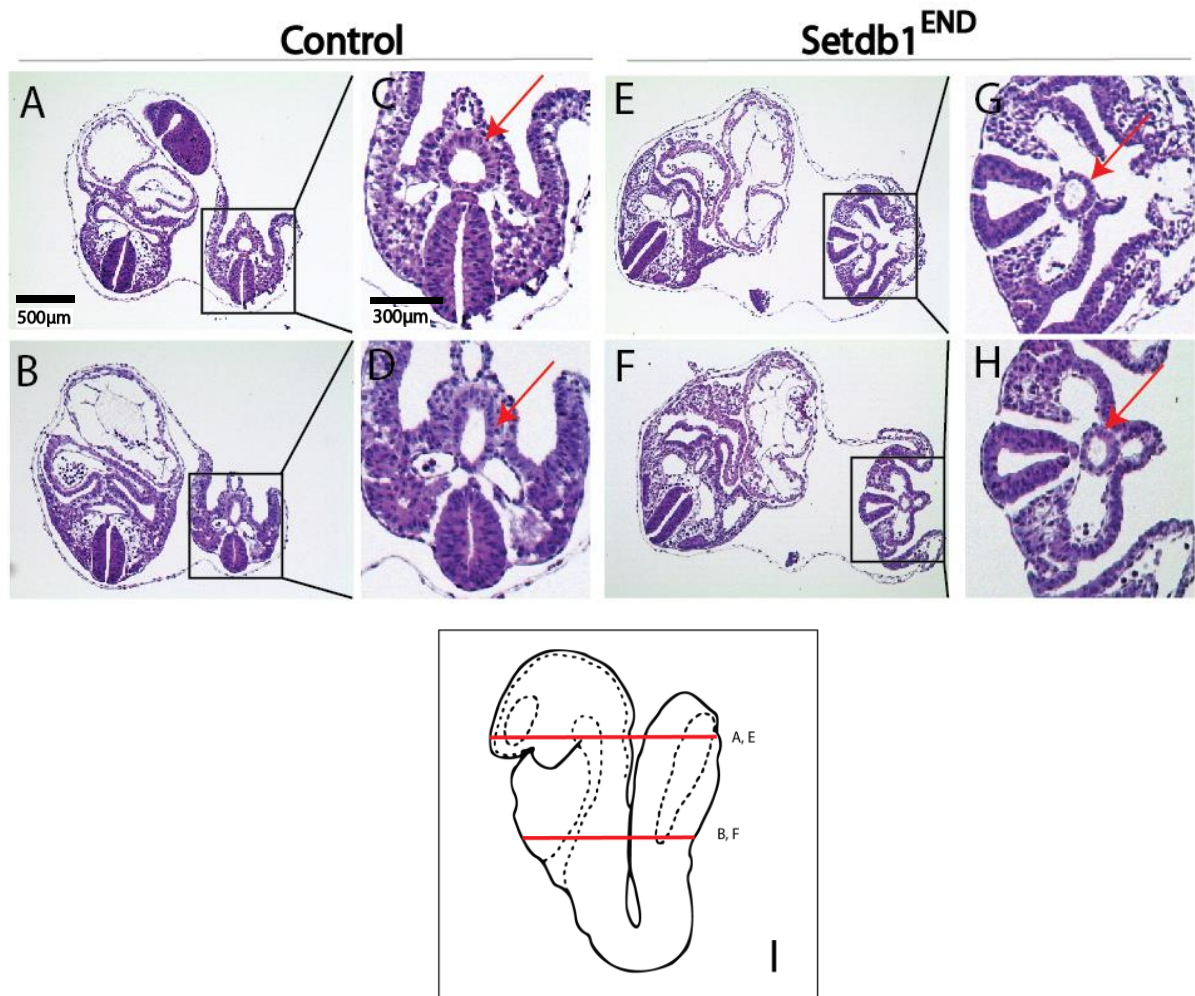 Control
Setdb1END
A
C
E
G
500µm
300µm
B
D
F
H
A, E
B, F
I